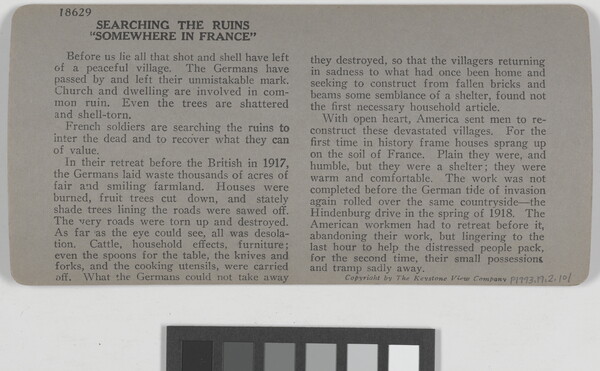 18629
SEARCHING THE RUINS
"SOMEWHERE IN FRANCE"
Before us lie all that shot and shell have left
of a peaceful village. The Germans have
passed by and left their unmistakable mark.
Church and dwelling are involved in com-
mon ruin. Even the trees are shattered
and shell-torn.
French soldiers are searching the ruins to
inter the dead and to recover what they can
of value.
In their retreat before the British in 1917,
the Germans laid waste thousands of acres of
fair and smiling farmland. Houses were
burned, fruit trees cut down, and stately
shade trees lining the roads were sawed off.
The very roads were torn up and destroyed.
As far as the eye could see, all was desola-
tion. Cattle, household effects, furniture;
even the spoons for the table, the knives and
forks, and the cooking utensils, were carried
off. What the Germans could not take away
they destroyed, so that the villagers returning
in sadness to what had once been home and
seeking to construct from fallen bricks and
beams some semblance of a shelter, found not
the first necessary household article.
With open heart, America sent men to re-
construct these devastated villages. For the
first time in history frame houses sprang up
on the soil of France. Plain they were, and
humble, but they were a shelter; they were
warm and comfortable. The work was not
completed before the German tide of invasion
again rolled over the same countryside—the
Hindenburg drive in the spring of 1918. The
American workmen had to retreat before it,
abandoning their work, but lingering to the
last hour to help the distressed people pack,
for the second time, their small possessions
and tramp sadly away.
Copyright by The Keystone View Company P1993.19.2.101